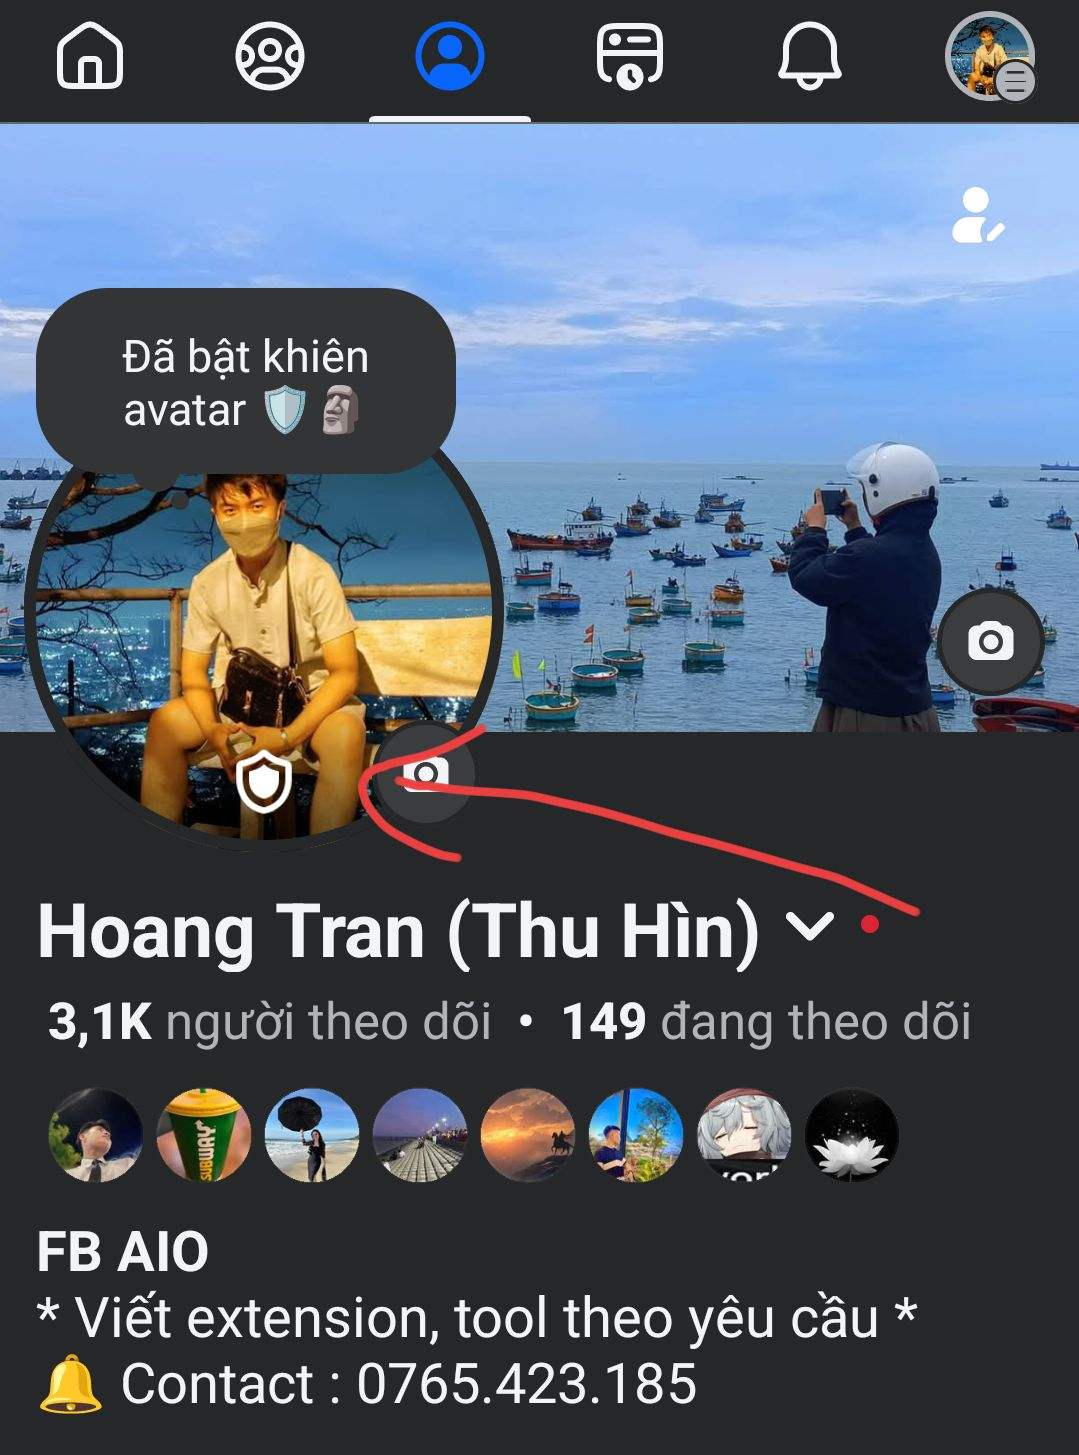 Đã bật khiên
avatar 🛡️ 🗿
Hoang Tran (Thu Hìn)
3,1K người theo dõi • 149 đang theo dõi
SUBWAY
FB AIO
* Viết extension, tool theo yêu cầu *
🔔 Contact : 0765.423.185